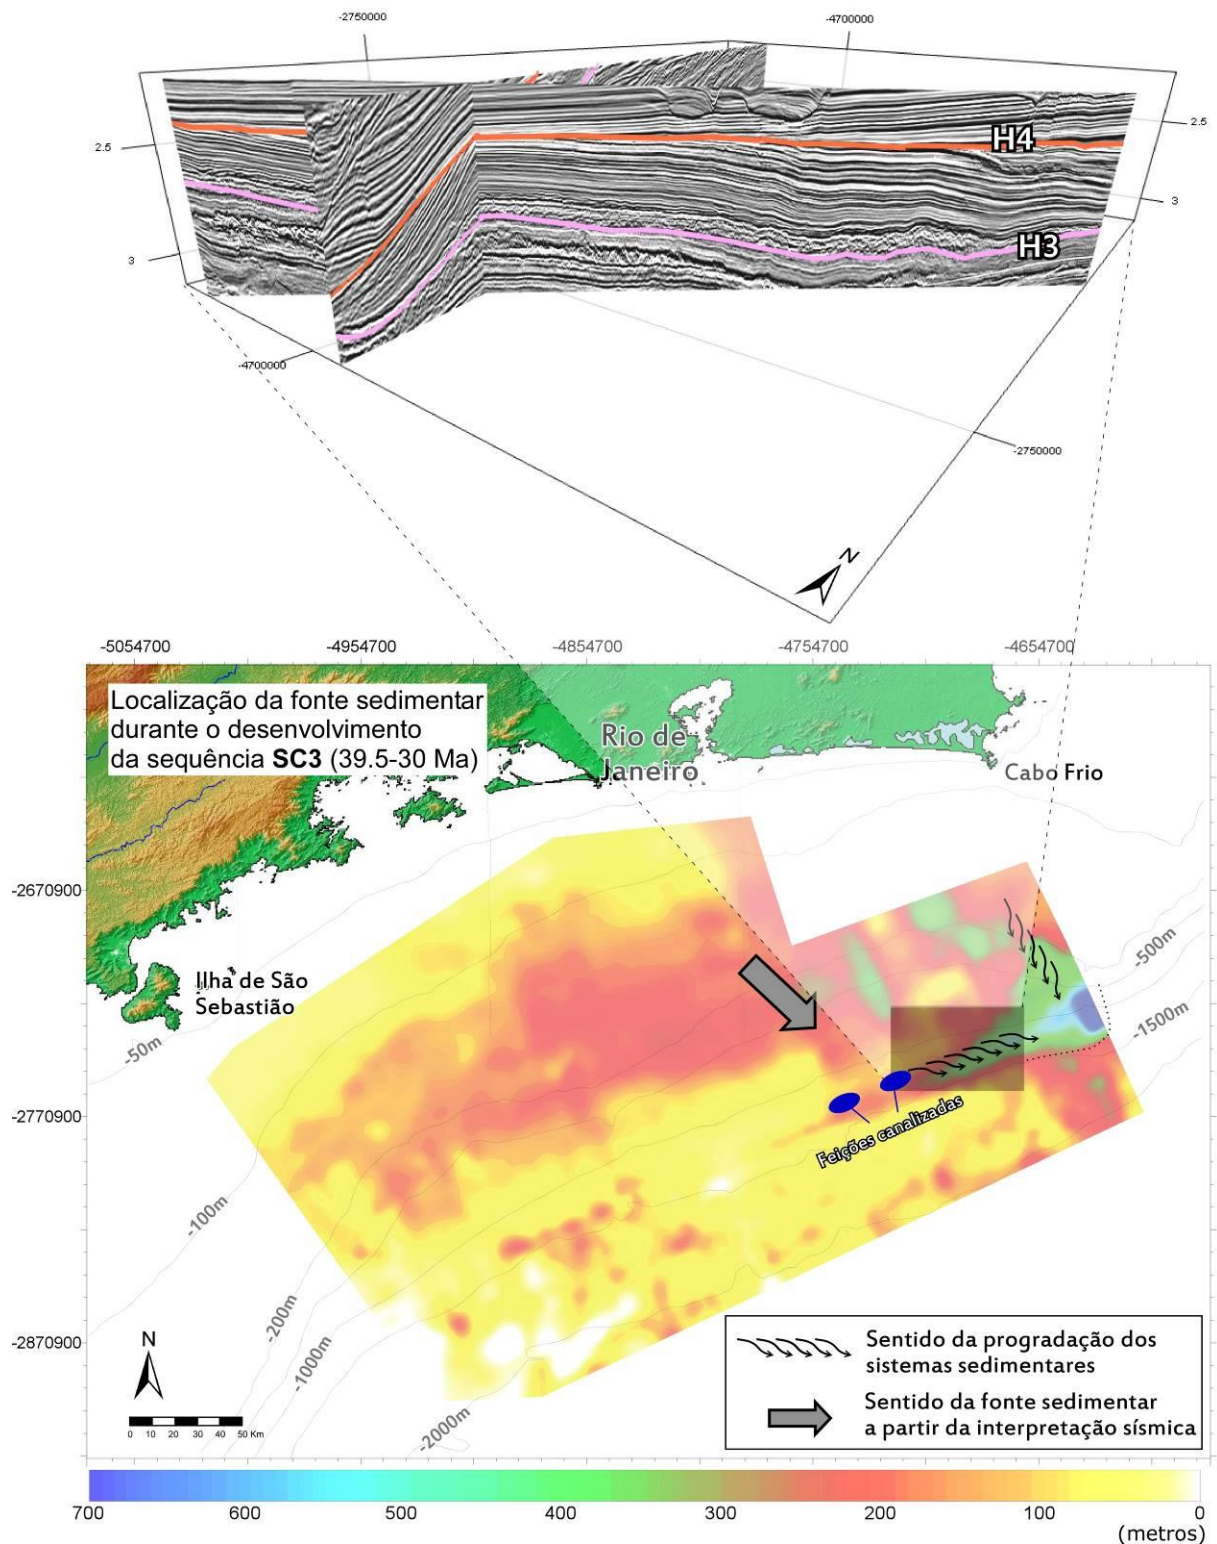 -2750000
-4700000
2.5
2.5
H4
3
H3
3
-4700000
-2750000
N
-5054700
-4954700
-4854700
-4754700
-4654700
Localização da fonte sedimentar
durante o desenvolvimento
da sequência SC3 (39.5-30 Ma)
Rio de
Janeiro
Cabo Frio
-2670900
Ilha de São
Sebastião
-500m
-1500m
-50m
-2770900
Feições canalizadas
-100m
-200m
-1000m
-2870900
-2000m
N
0 10 20 30 40 50 Km
Sentido da progradação dos
sistemas sedimentares
Sentido da fonte sedimentar
a partir da interpretação sísmica
700 600 500 400 300 200 100 0
(metros)